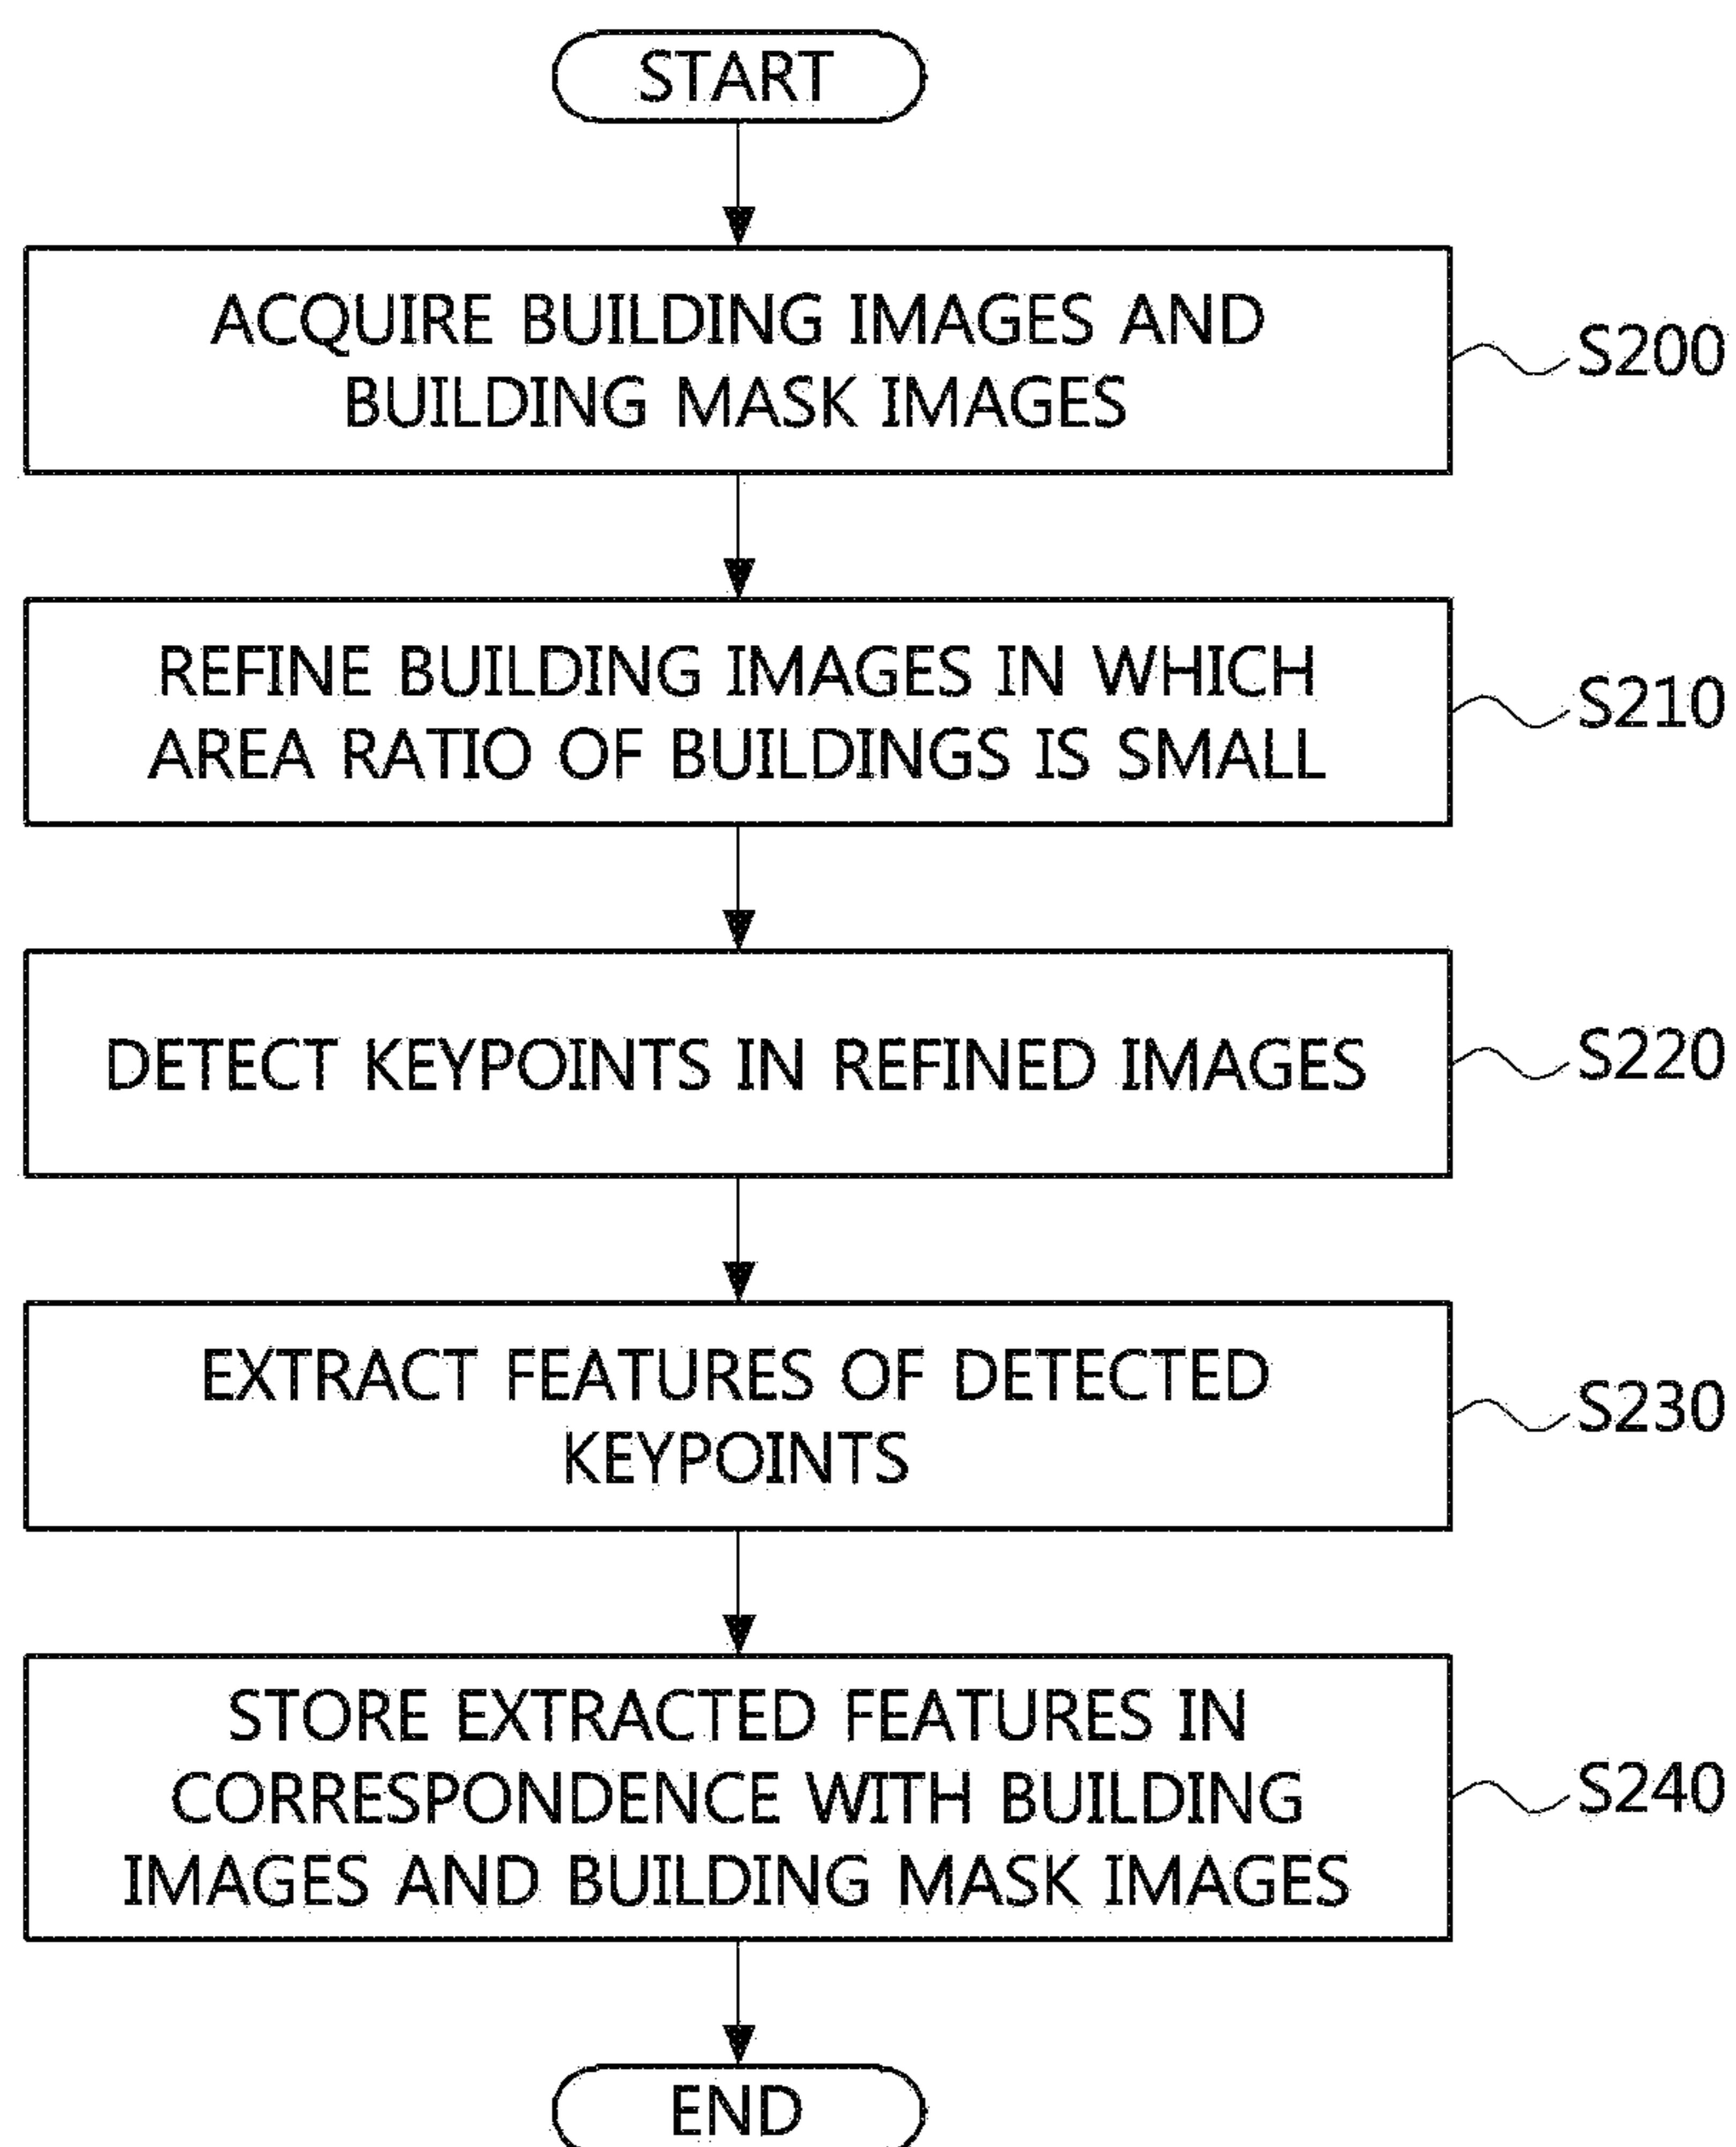 START
ACQUIRE BUILDING IMAGES AND
BUILDING MASK IMAGES
S200
REFINE BUILDING IMAGES IN WHICH
AREA RATIO OF BUILDINGS IS SMALL
S210
DETECT KEYPOINTS IN REFINED IMAGES
S220
EXTRACT FEATURES OF DETECTED
KEYPOINTS
S230
STORE EXTRACTED FEATURES IN
CORRESPONDENCE WITH BUILDING
IMAGES AND BUILDING MASK IMAGES
S240
END